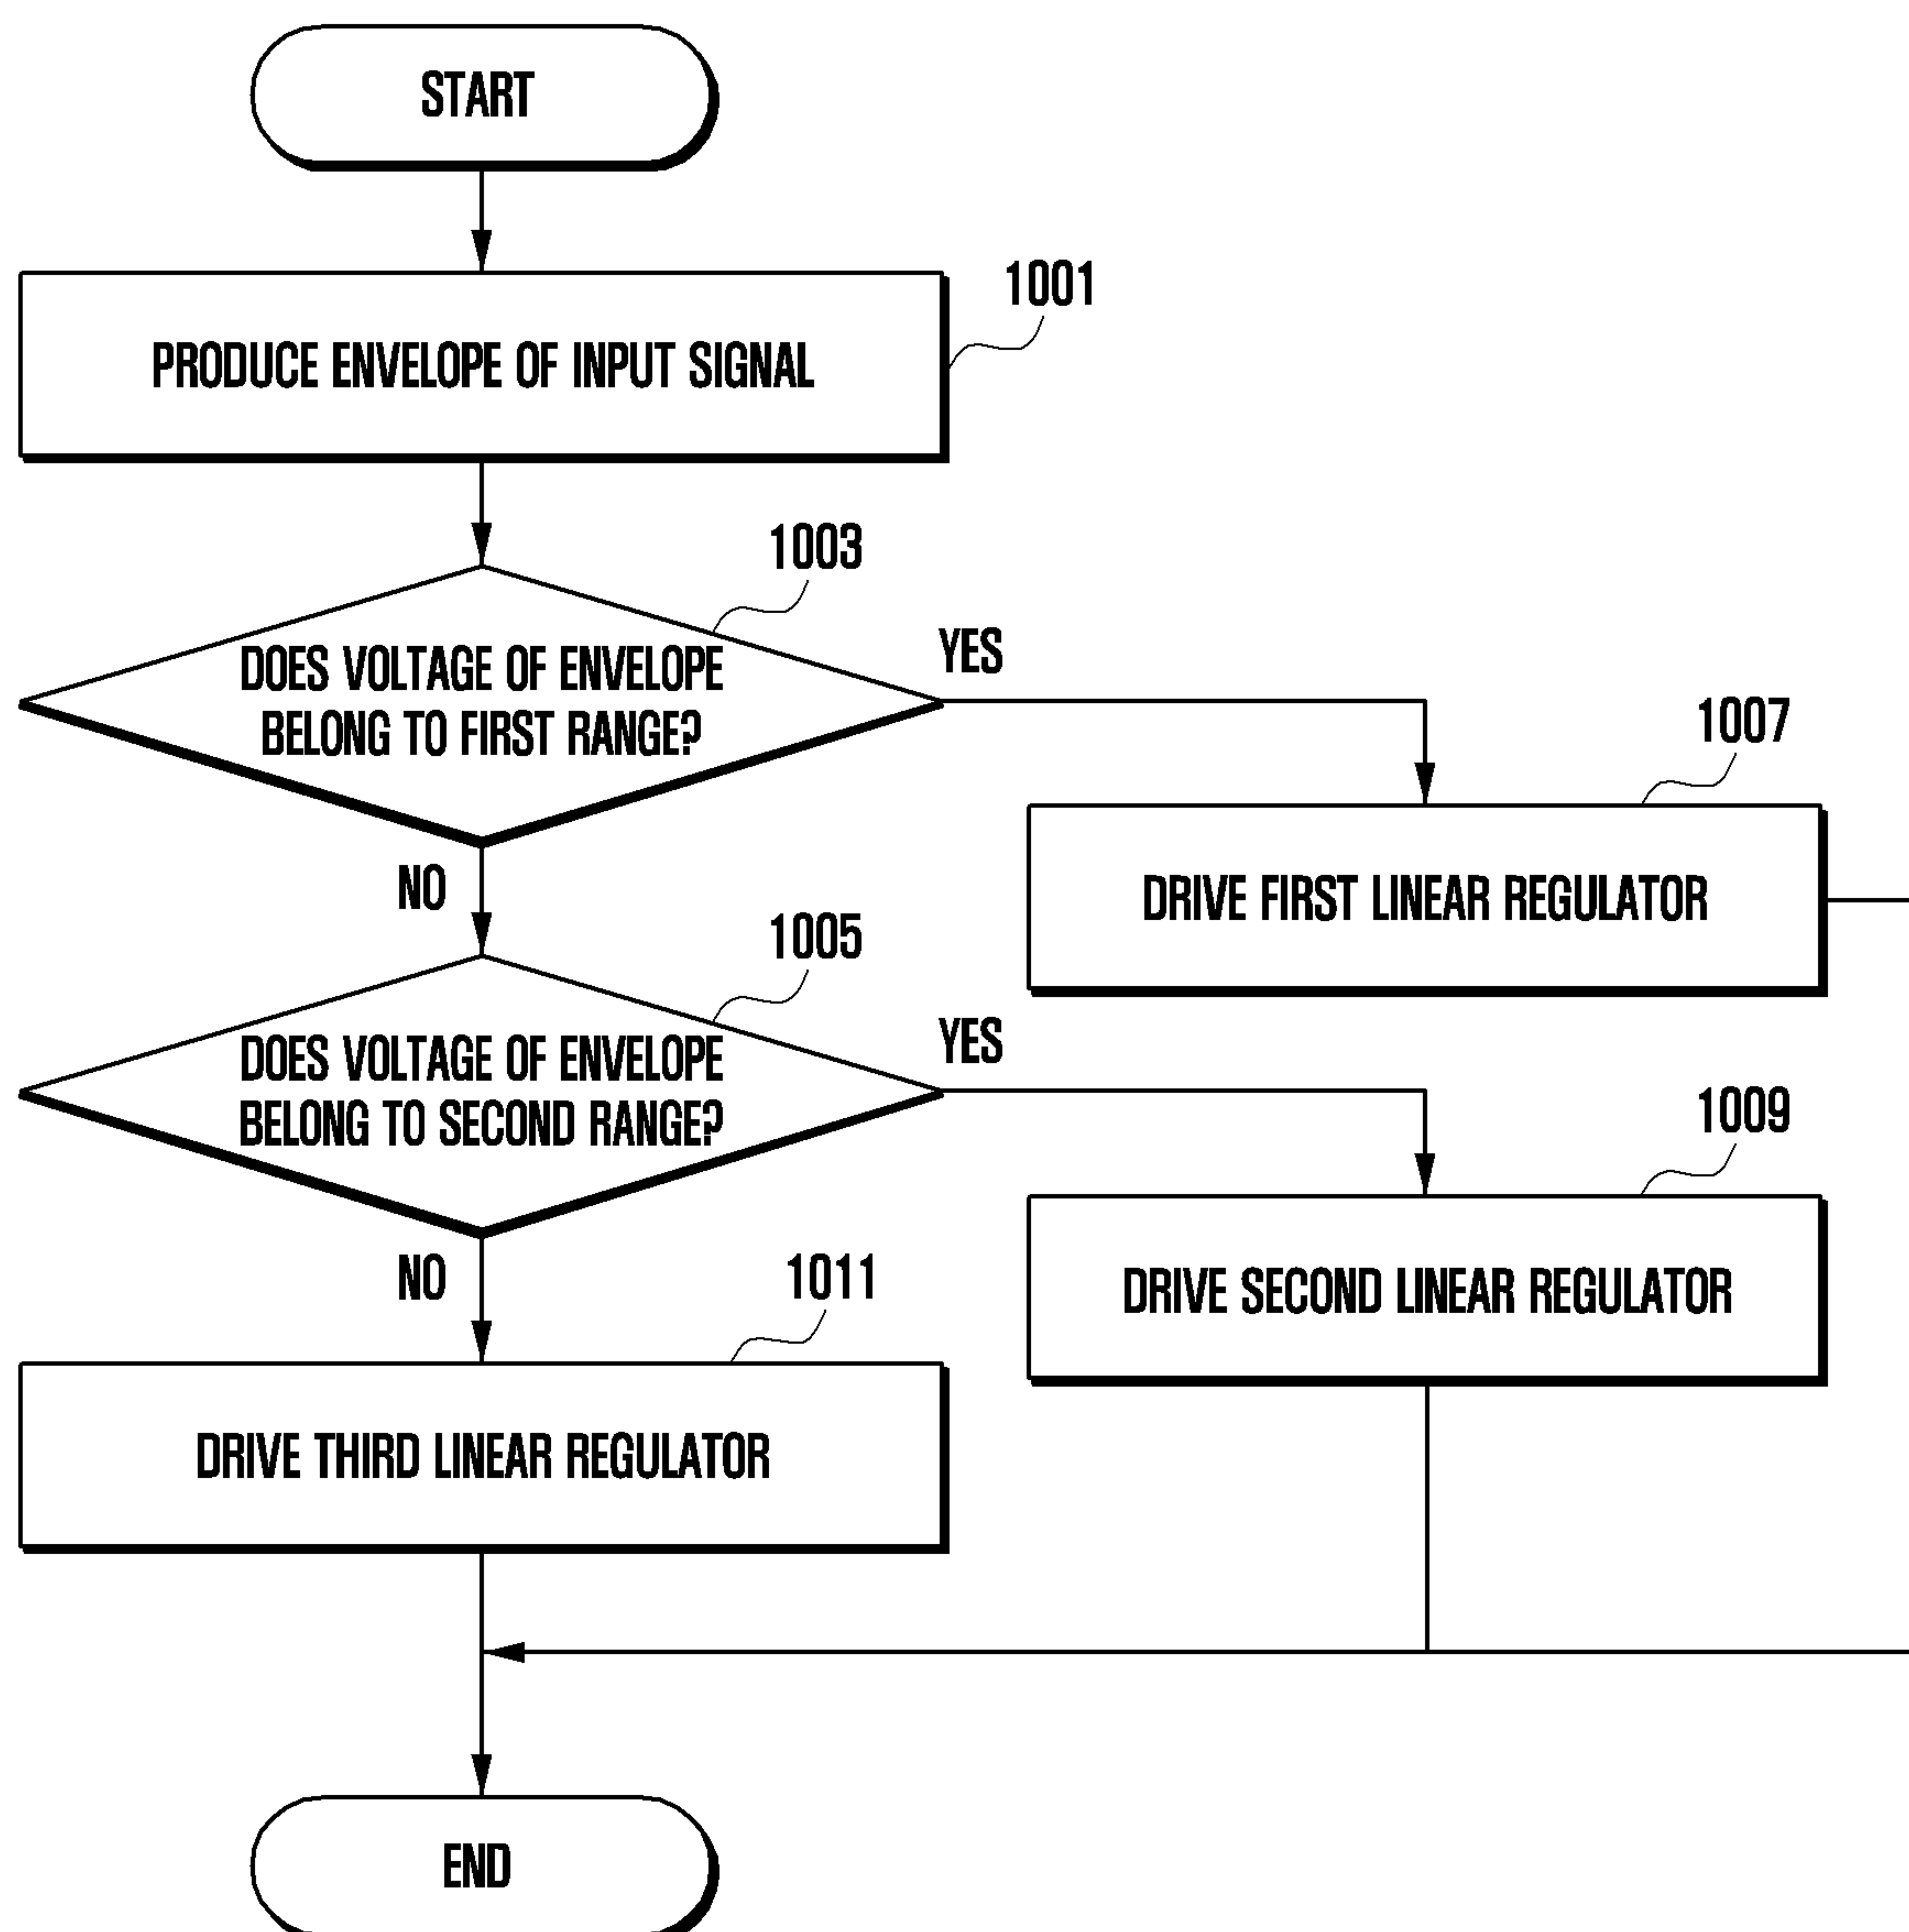 START
1001
PRODUCE ENVELOPE OF INPUT SIGNAL
1003
DOES VOLTAGE OF ENVELOPE
BELONG TO FIRST RANGE?
YES
1007
DRIVE FIRST LINEAR REGULATOR
NO
1005
DOES VOLTAGE OF ENVELOPE
BELONG TO SECOND RANGE?
YES
1009
DRIVE SECOND LINEAR REGULATOR
NO
1011
DRIVE THIRD LINEAR REGULATOR
END